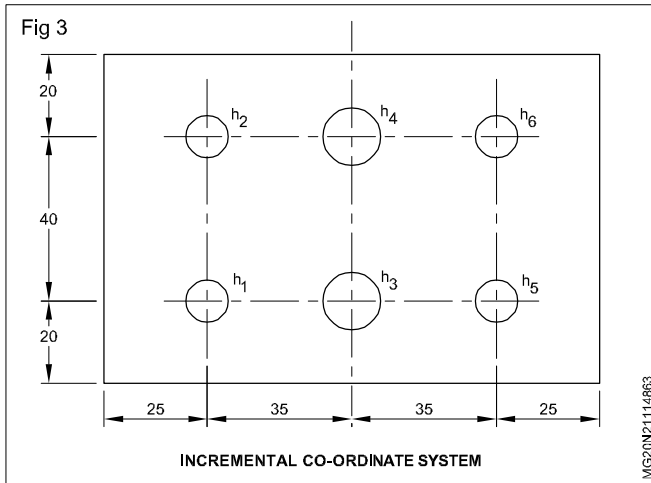 Fig 3
20
h2
h4
h6
40
h1
h3
h5
20
25
35
35
25
INCREMENTAL CO-ORDINATE SYSTEM
MG20N21114863